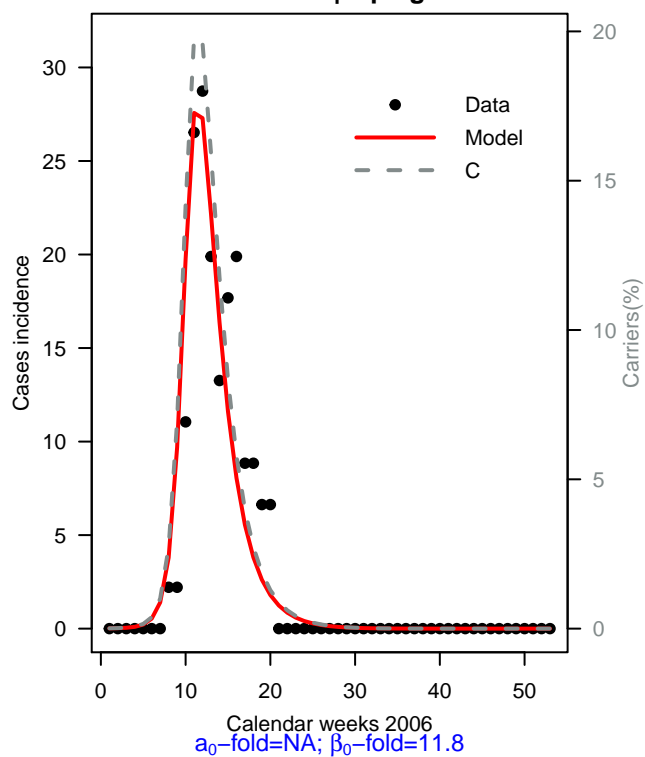 Data
Model
C
Cases incidence
0
5
10
15
20
25
30
Carriers(%)
0
5
10
15
20
0 10 20 30 40 50
Calendar weeks 2006
a₀−fold=NA; β₀−fold=11.8